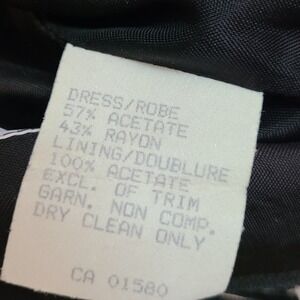 DRESS/ROBE
57% ACETATE
43% RAYON
LINING/DOUBLURE
100% ACETATE
EXCL. OF TRIM
GARN. NON COMP.
DRY CLEAN ONLY
CA 01580